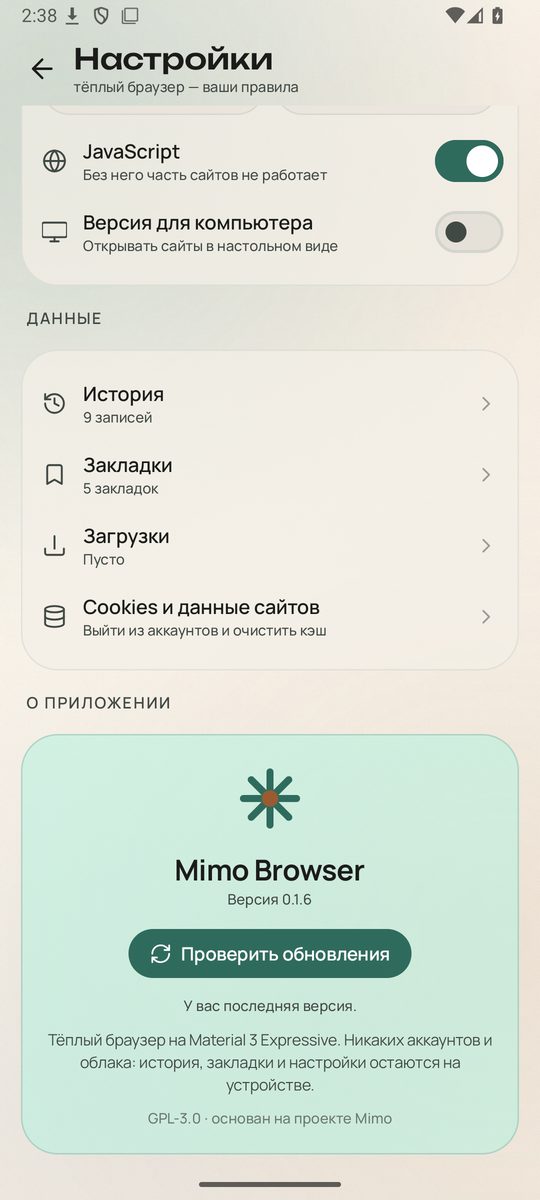 2:38
Настройки
тёплый браузер — ваши правила
JavaScript
Без него часть сайтов не работает
Версия для компьютера
Открывать сайты в настольном виде
ДАННЫЕ
История
9 записей
Закладки
5 закладок
Загрузки
Пусто
Cookies и данные сайтов
Выйти из аккаунтов и очистить кэш
О ПРИЛОЖЕНИИ
Mimo Browser
Версия 0.1.6
Проверить обновления
У вас последняя версия.
Тёплый браузер на Material 3 Expressive. Никаких аккаунтов и
облака: история, закладки и настройки остаются на
устройстве.
GPL-3.0 · основан на проекте Mimo